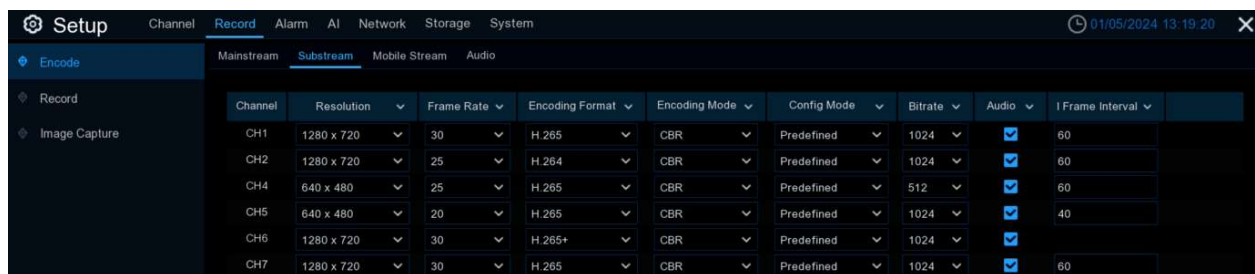 Setup Channel Record Alarm AI Network Storage System 01/05/2024 13:19:20
Encode
Record
Image Capture
Mainstream Substream Mobile Stream Audio
Channel Resolution Frame Rate Encoding Format Encoding Mode Config Mode Bitrate Audio I Frame Interval
CH1 1280 x 720 30 H.265 CBR Predefined 1024 60
CH2 1280 x 720 25 H.264 CBR Predefined 1024 60
CH4 640 x 480 25 H.265 CBR Predefined 512 60
CH5 640 x 480 20 H.265 CBR Predefined 1024 40
CH6 1280 x 720 30 H.265+ CBR Predefined 1024
CH7 1280 x 720 30 H.265 CBR Predefined 1024 60